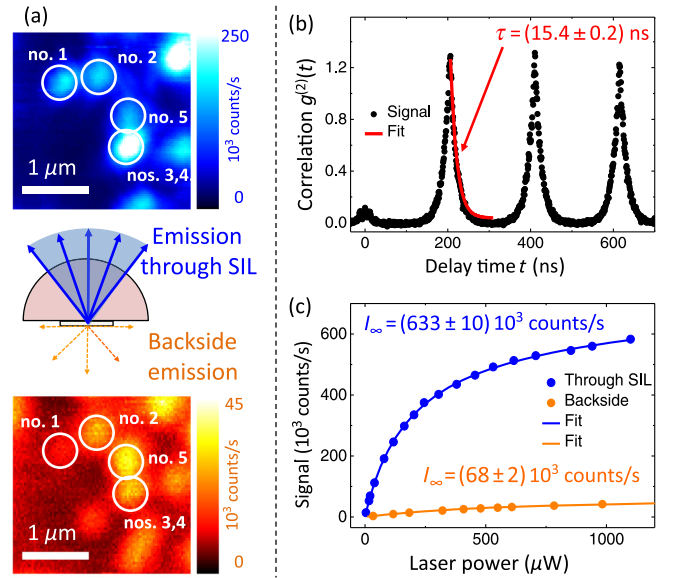 (a)
250
no. 1
no. 2
no. 5
nos. 3,4
1 μm
10³ counts/s
0
Emission
through SIL
Backside
emission
45
no. 1
no. 2
no. 5
nos. 3,4
1 μm
10³ counts/s
0
(b)
τ = (15.4 ± 0.2) ns
Correlation g⁽²⁾(t)
1.2
0.8
0.4
0.0
Signal
Fit
0
200
400
600
Delay time t (ns)
(c)
I∞ = (633 ± 10) 10³ counts/s
Signal (10³ counts/s)
600
400
200
0
Through SIL
Backside
Fit
Fit
I∞ = (68 ± 2) 10³ counts/s
0
500
1000
Laser power (μW)